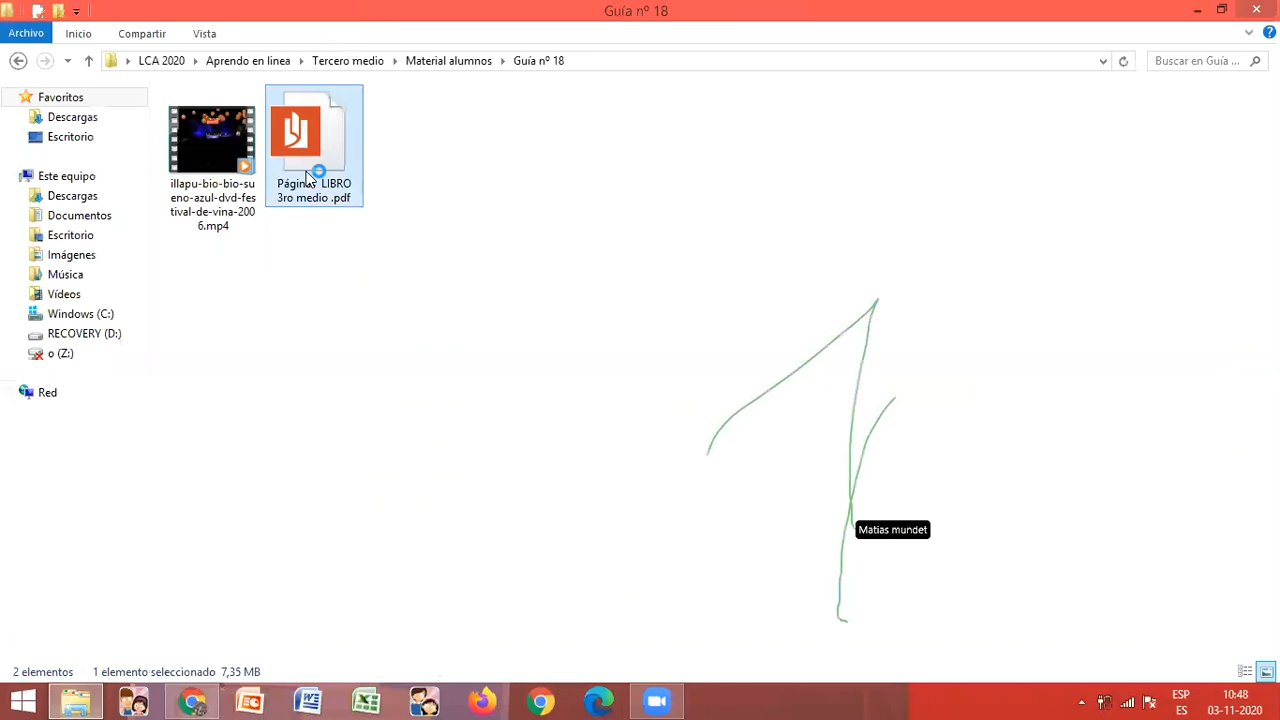 Guía nº 18
Archivo
Inicio
Compartir
Vista
LCA 2020
Aprendo en linea
Tercero medio
Material alumnos
Guía nº 18
Buscar en Guía ...
Favoritos
Descargas
Escritorio
Este equipo
Descargas
Documentos
Escritorio
Imágenes
Música
Vídeos
Windows (C:)
RECOVERY (D:)
o (Z:)
Red
illapu-bio-bio-su
eno-azul-dvd-fes
tival-de-vina-200
6.mp4
LIBRO
3ro medio .pdf
Matias mundet
2 elementos
1 elemento seleccionado 7,35 MB
ESP
ES
10:48
03-11-2020